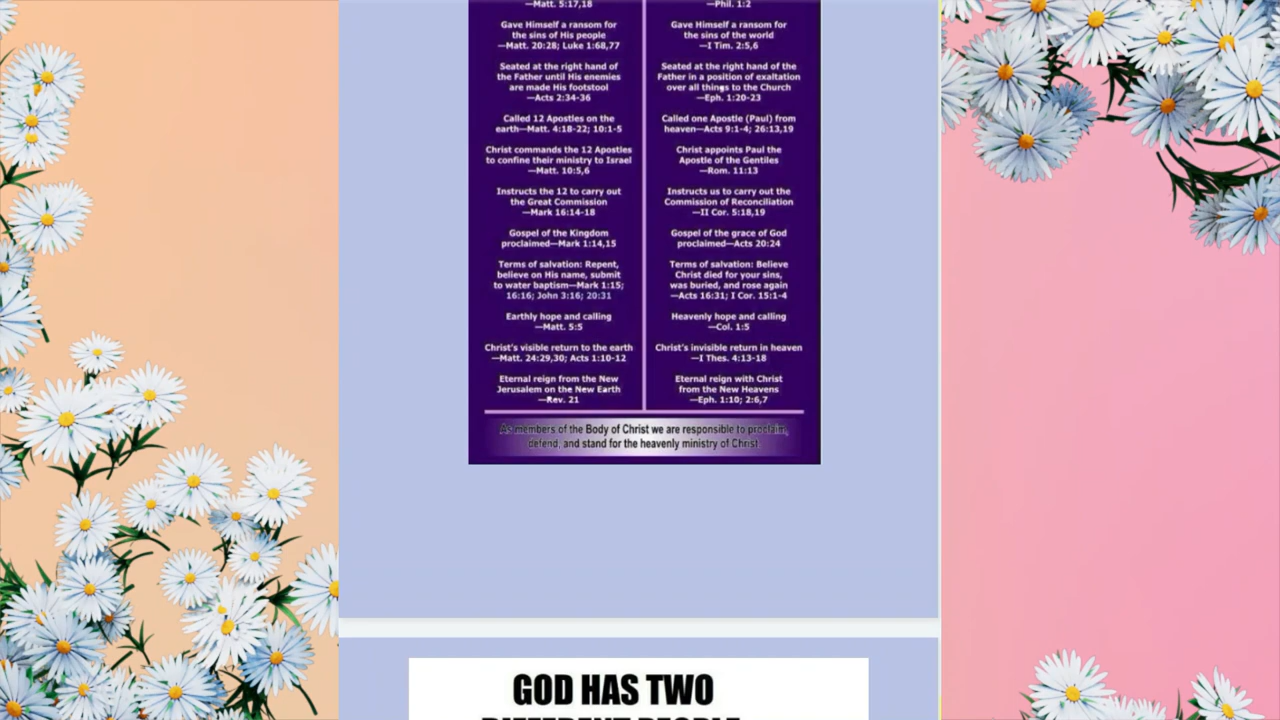 —Matt. 5:17,18
Gave Himself a ransom for
the sins of His people
—Matt. 20:28; Luke 1:68,77
Seated at the right hand of
the Father until His enemies
are made His footstool
—Acts 2:34-36
Called 12 Apostles on the
earth—Matt. 4:18-22; 10:1-5
Christ commands the 12 Apostles
to confine their ministry to Israel
—Matt. 10:5,6
Instructs the 12 to carry out
the Great Commission
—Mark 16:14-18
Gospel of the Kingdom
proclaimed—Mark 1:14,15
Terms of salvation: Repent,
believe on His name, submit
to water baptism—Mark 1:15;
16:16; John 3:16; 20:31
Earthly hope and calling
—Matt. 5:5
Christ's visible return to the earth
—Matt. 24:29,30; Acts 1:10-12
Eternal reign from the New
Jerusalem on the New Earth
—Rev. 21
—Phil. 1:2
Gave Himself a ransom for
the sins of the world
—I Tim. 2:5,6
Seated at the right hand of the
Father in a position of exaltation
over all things to the Church
—Eph. 1:20-23
Called one Apostle (Paul) from
heaven—Acts 9:1-4; 26:13,19
Christ appoints Paul the
Apostle of the Gentiles
—Rom. 11:13
Instructs us to carry out the
Commission of Reconciliation
—II Cor. 5:18,19
Gospel of the grace of God
proclaimed—Acts 20:24
Terms of salvation: Believe
Christ died for your sins,
was buried, and rose again
—Acts 16:31; I Cor. 15:1-4
Heavenly hope and calling
—Col. 1:5
Christ's invisible return in heaven
—I Thes. 4:13-18
Eternal reign with Christ
from the New Heavens
—Eph. 1:10; 2:6,7
As members of the Body of Christ we are responsible to proclaim,
defend, and stand for the heavenly ministry of Christ.
GOD HAS TWO
DIFFERENT PEOPLE